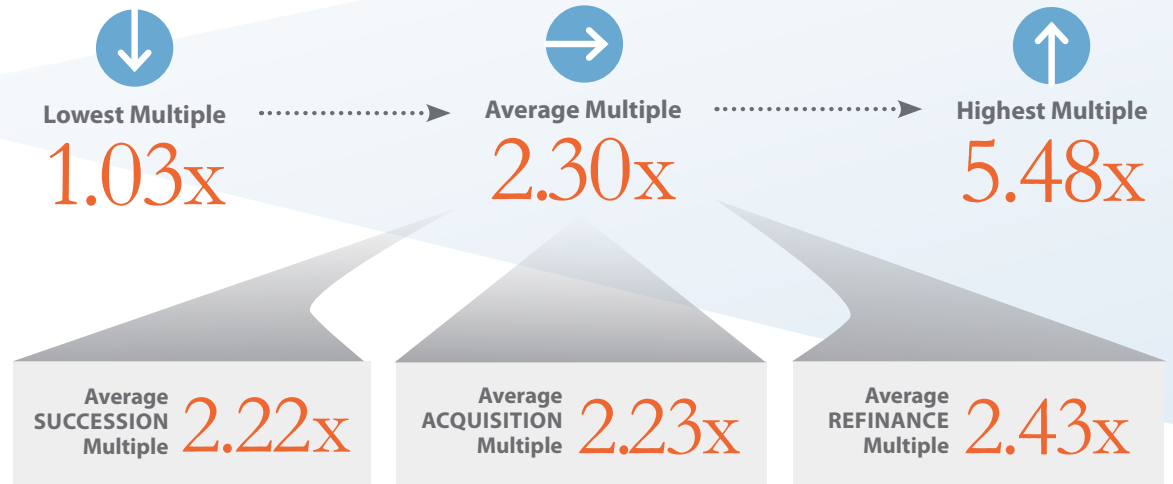 Lowest Multiple
1.03x
Average Multiple
2.30x
Highest Multiple
5.48x
Average
SUCCESSION
Multiple
2.22x
Average
ACQUISITION
Multiple
2.23x
Average
REFINANCE
Multiple
2.43x